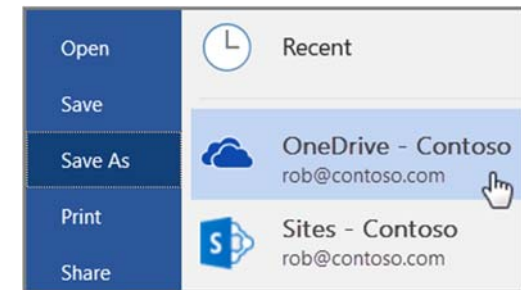 Open
Save
Save As
Print
Share
Recent
OneDrive - Contoso
rob@contoso.com
S
Sites - Contoso
rob@contoso.com